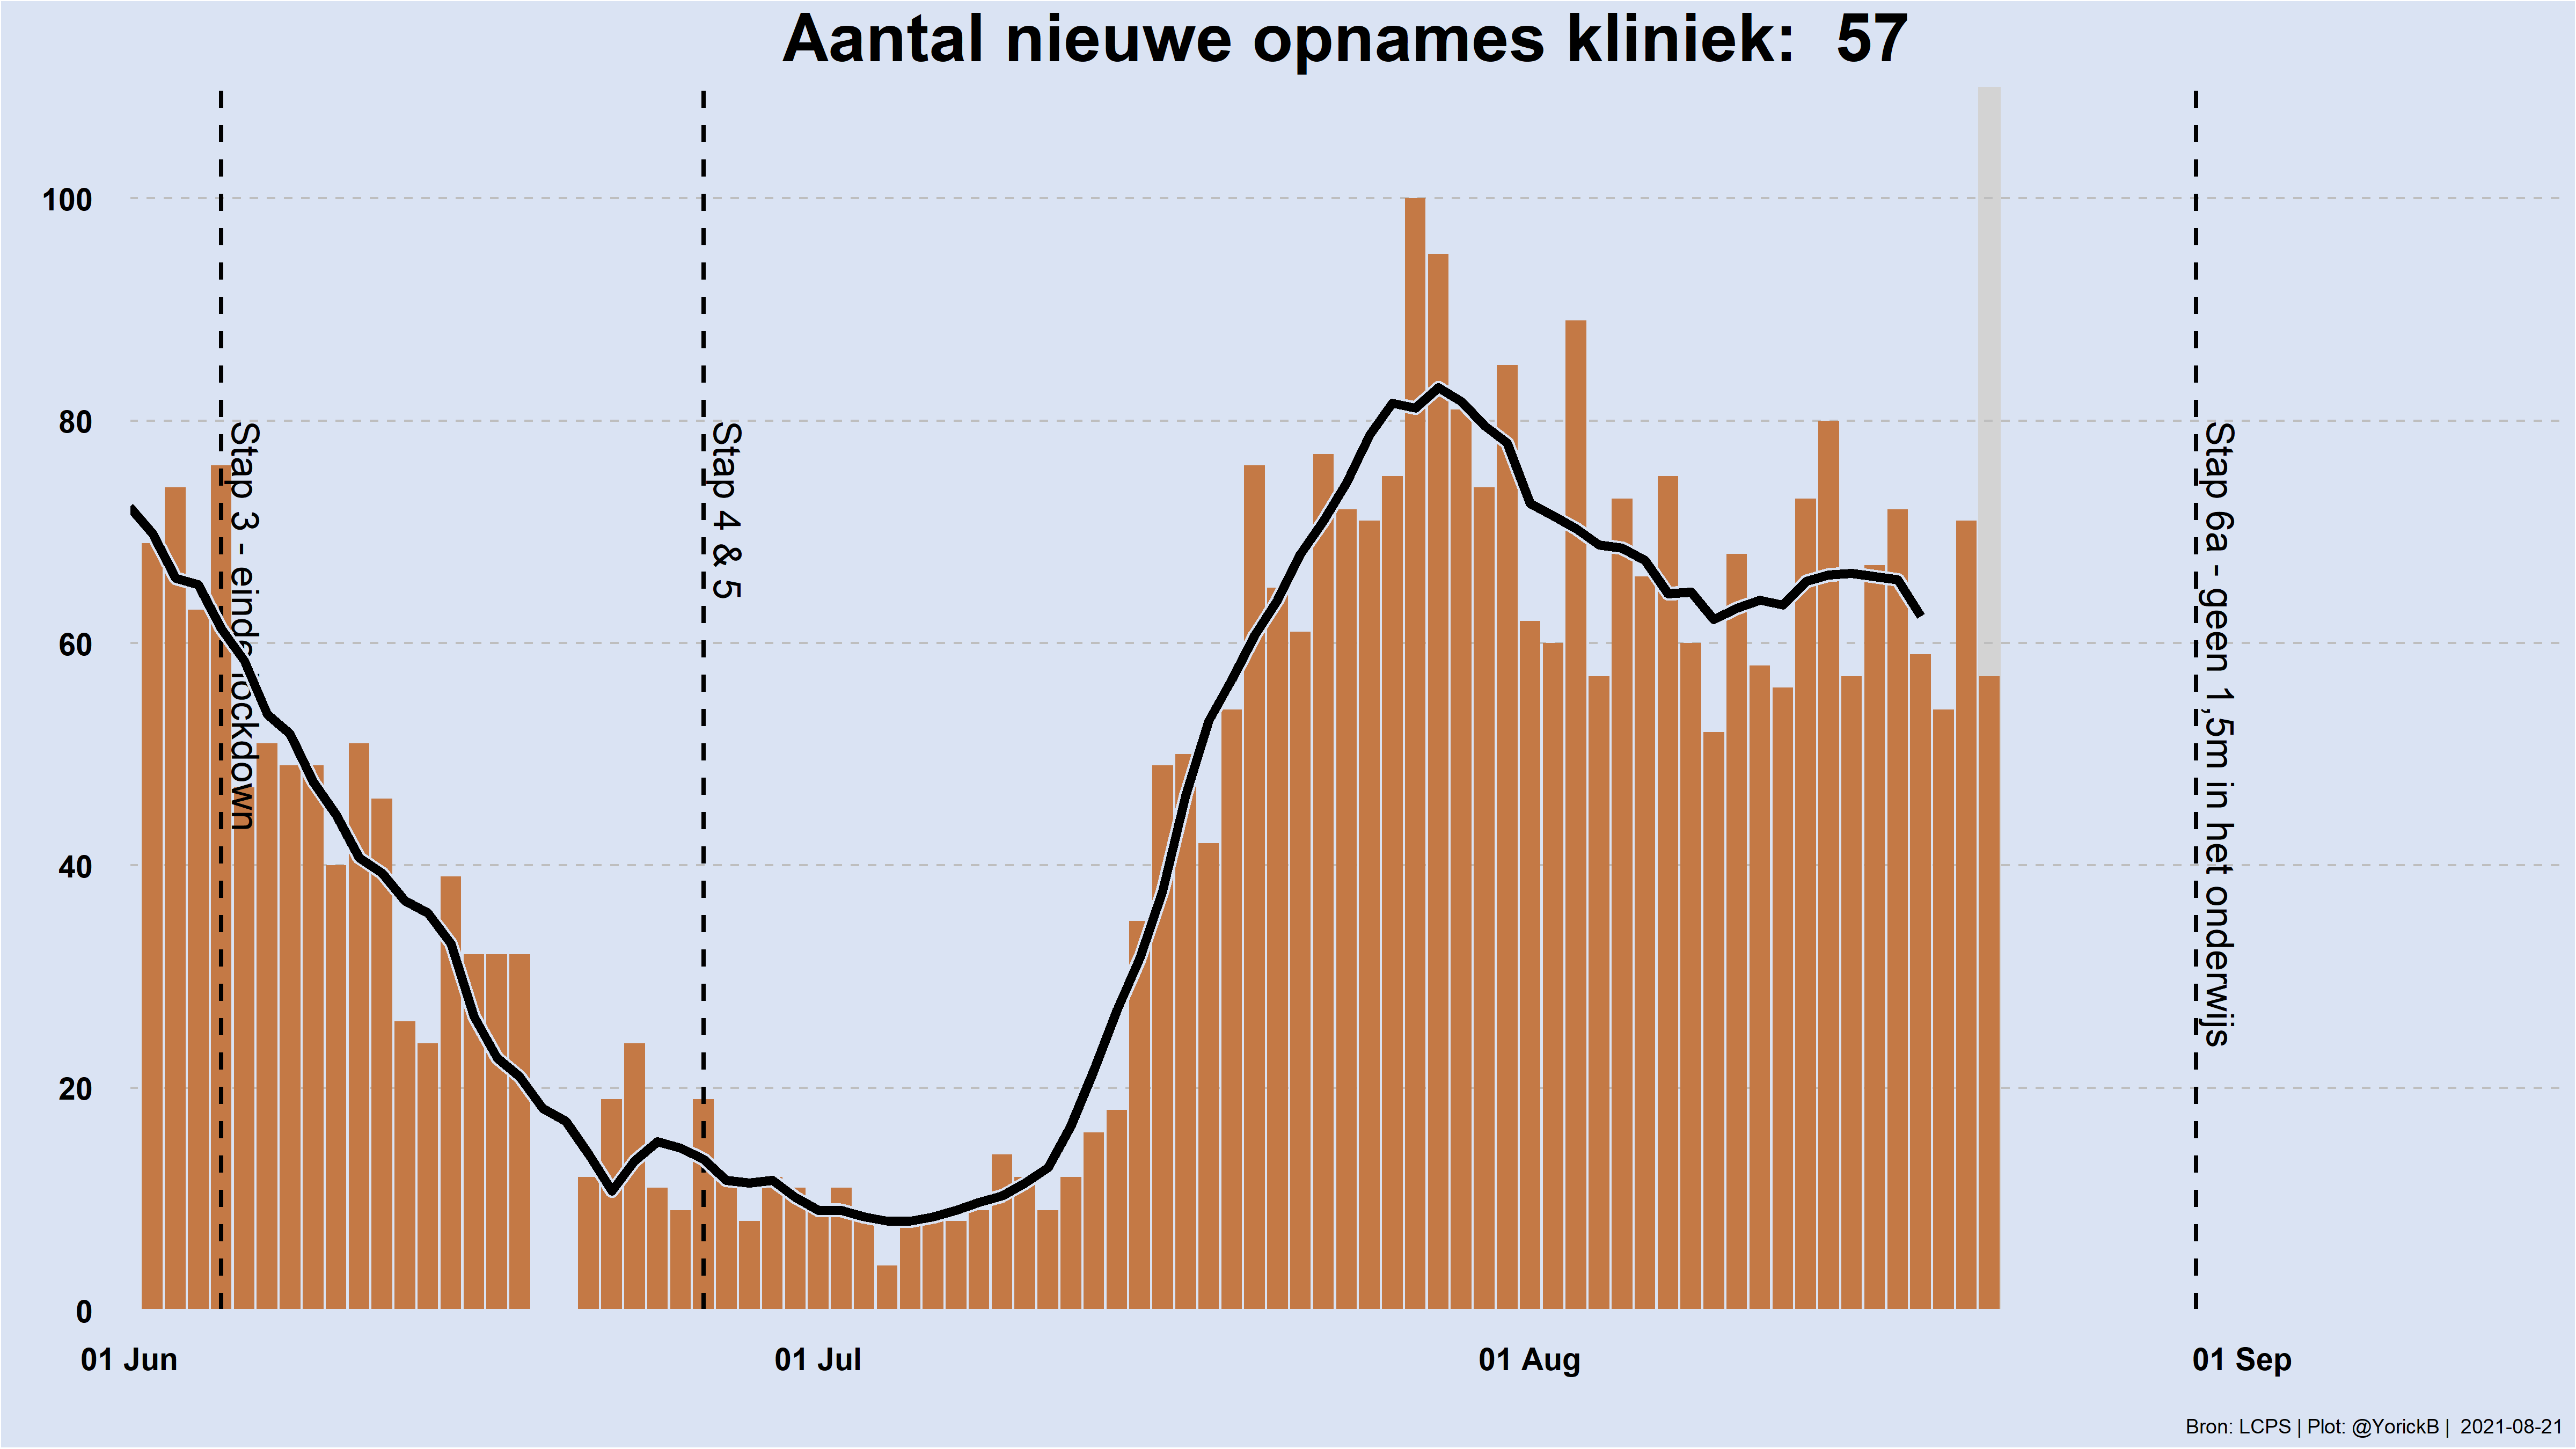 Aantal nieuwe opnames kliniek:  57
100
80
60
40
20
0
Stap 3 - einde lockdown
Stap 4 & 5
Stap 6a - geen 1,5m in het onderwijs
01 Jun
01 Jul
01 Aug
01 Sep
Bron: LCPS | Plot: @YorickB |  2021-08-21